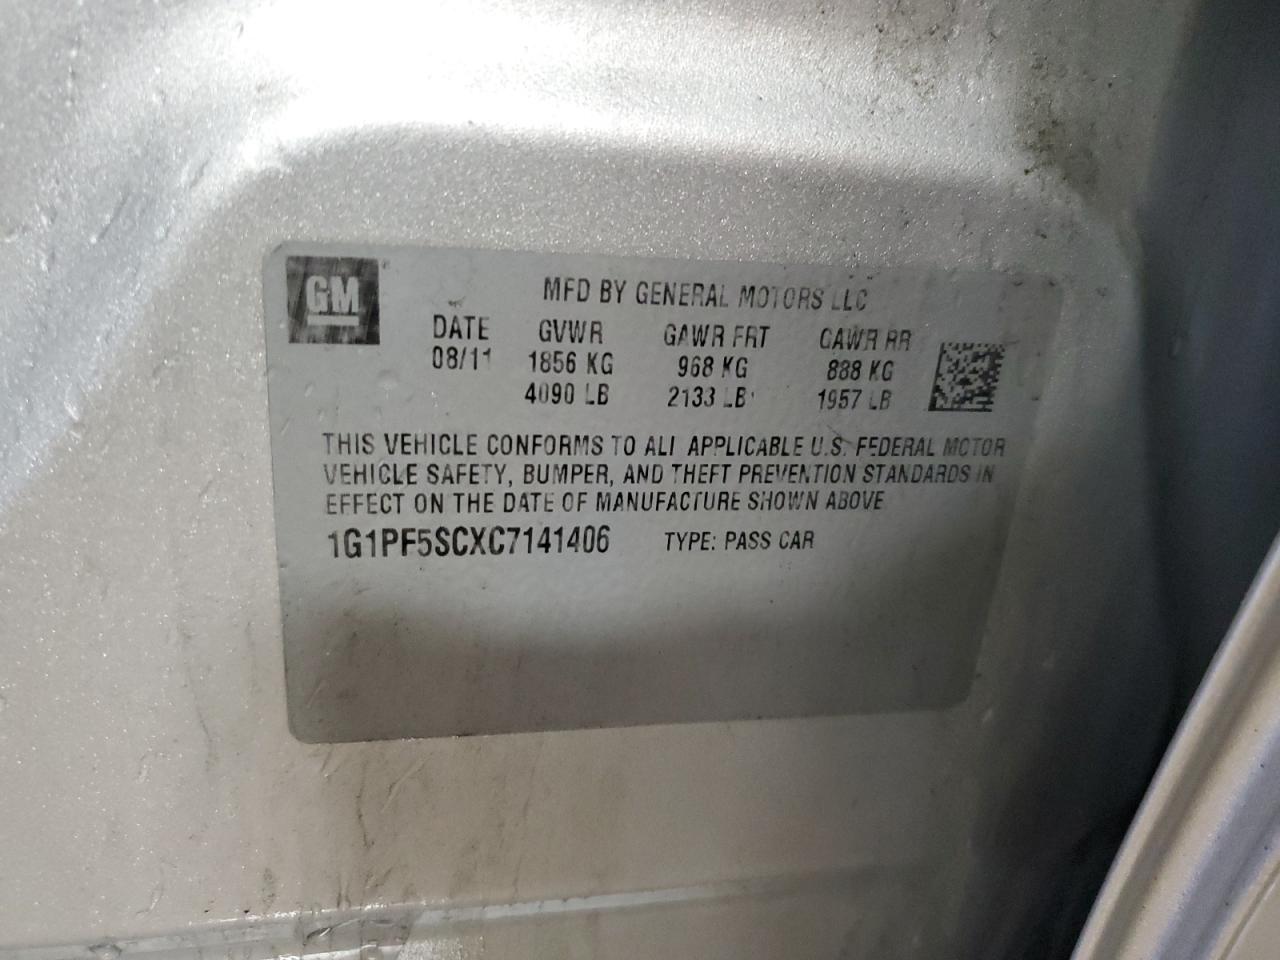 GM
MFD BY GENERAL MOTORS LLC
DATE GVWR GAWR FRT GAWR RR
08/11 1856 KG 968 KG 888 KG
4090 LB 2133 LB 1957 LB
THIS VEHICLE CONFORMS TO ALL APPLICABLE U.S. FEDERAL MOTOR
VEHICLE SAFETY, BUMPER, AND THEFT PREVENTION STANDARDS IN
EFFECT ON THE DATE OF MANUFACTURE SHOWN ABOVE
1G1PF5SCXC7141406 TYPE: PASS CAR